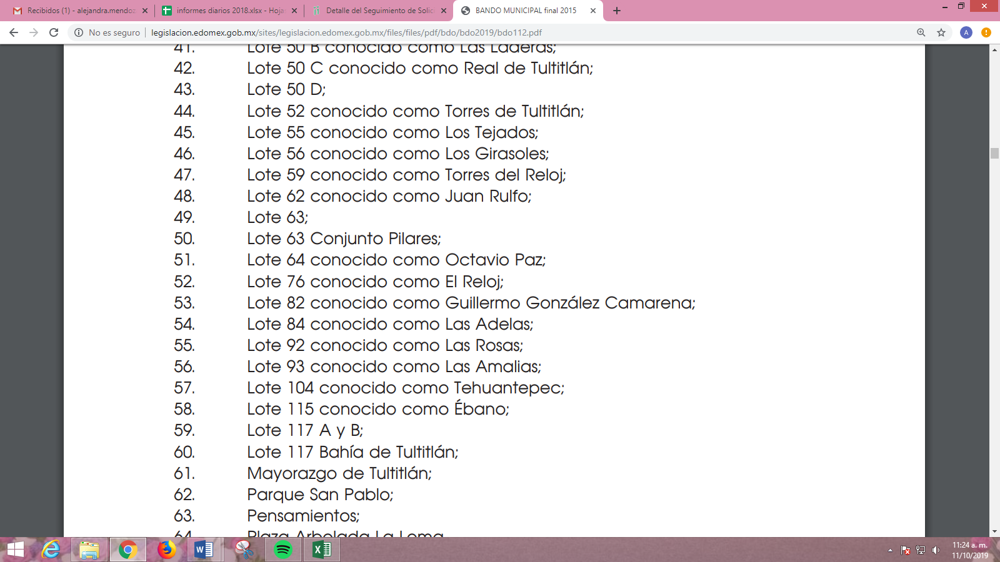 Recibidos (1) - alejandra.mendoz
informes diarios 2018.xlsx - Hoja
Detalle del Seguimiento de Solic
BANDO MUNICIPAL final 2015
No es seguro
legislacion.edomex.gob.mx/sites/legislacion.edomex.gob.mx/files/files/pdf/bdo/bdo2019/bdo112.pdf
A
41. Lote 50 B conocido como Las Laderas;
42. Lote 50 C conocido como Real de Tultitlán;
43. Lote 50 D;
44. Lote 52 conocido como Torres de Tultitlán;
45. Lote 55 conocido como Los Tejados;
46. Lote 56 conocido como Los Girasoles;
47. Lote 59 conocido como Torres del Reloj;
48. Lote 62 conocido como Juan Rulfo;
49. Lote 63;
50. Lote 63 Conjunto Pilares;
51. Lote 64 conocido como Octavio Paz;
52. Lote 76 conocido como El Reloj;
53. Lote 82 conocido como Guillermo González Camarena;
54. Lote 84 conocido como Las Adelas;
55. Lote 92 conocido como Las Rosas;
56. Lote 93 conocido como Las Amalias;
57. Lote 104 conocido como Tehuantepec;
58. Lote 115 conocido como Ébano;
59. Lote 117 A y B;
60. Lote 117 Bahía de Tultitlán;
61. Mayorazgo de Tultitlán;
62. Parque San Pablo;
63. Pensamientos;
64. Plaza Arbolada La Loma
11:24 a. m.
11/10/2019